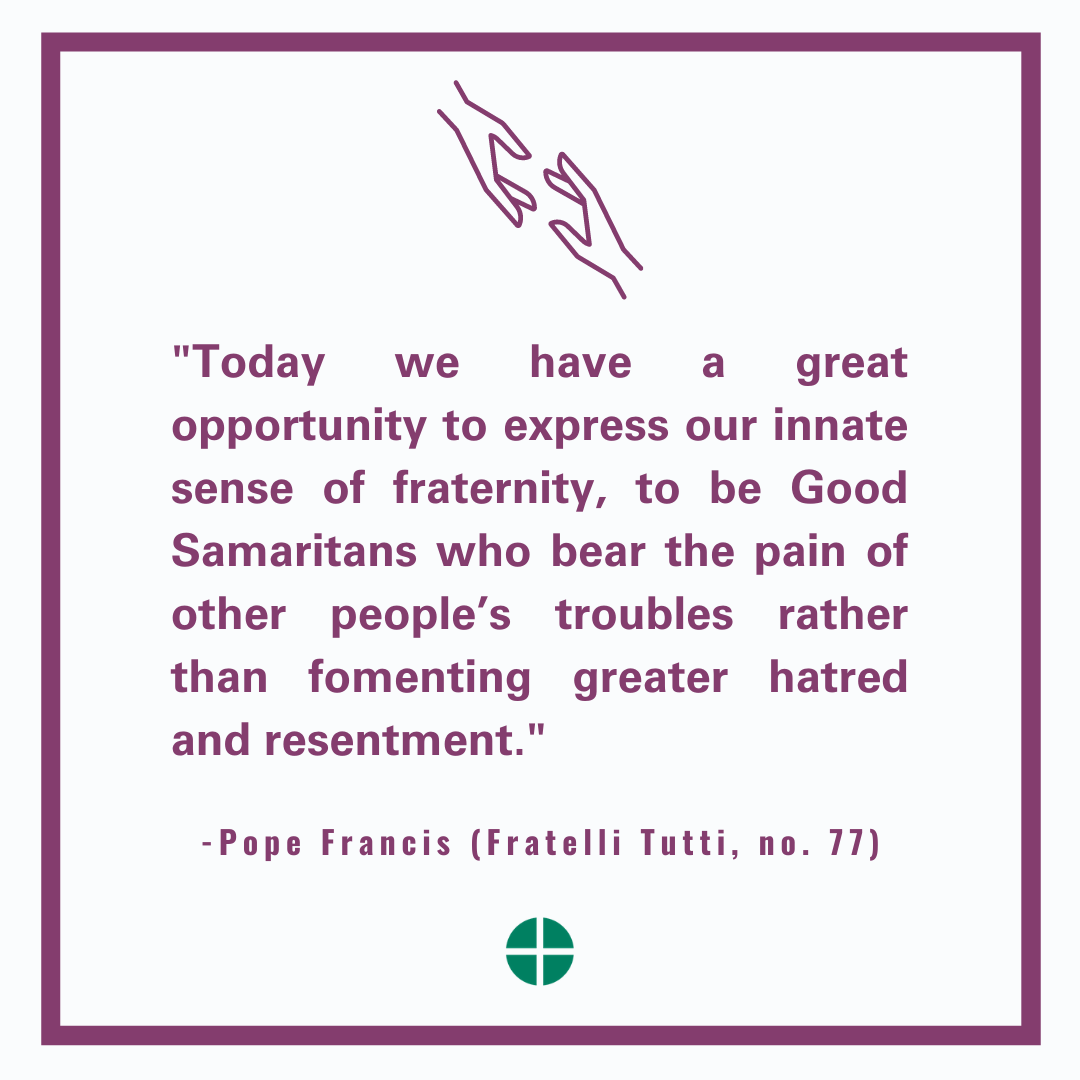 "Today we have a great
opportunity to express our innate
sense of fraternity, to be Good
Samaritans who bear the pain of
other people’s troubles rather
than fomenting greater hatred
and resentment."
-Pope Francis (Fratelli Tutti, no. 77)